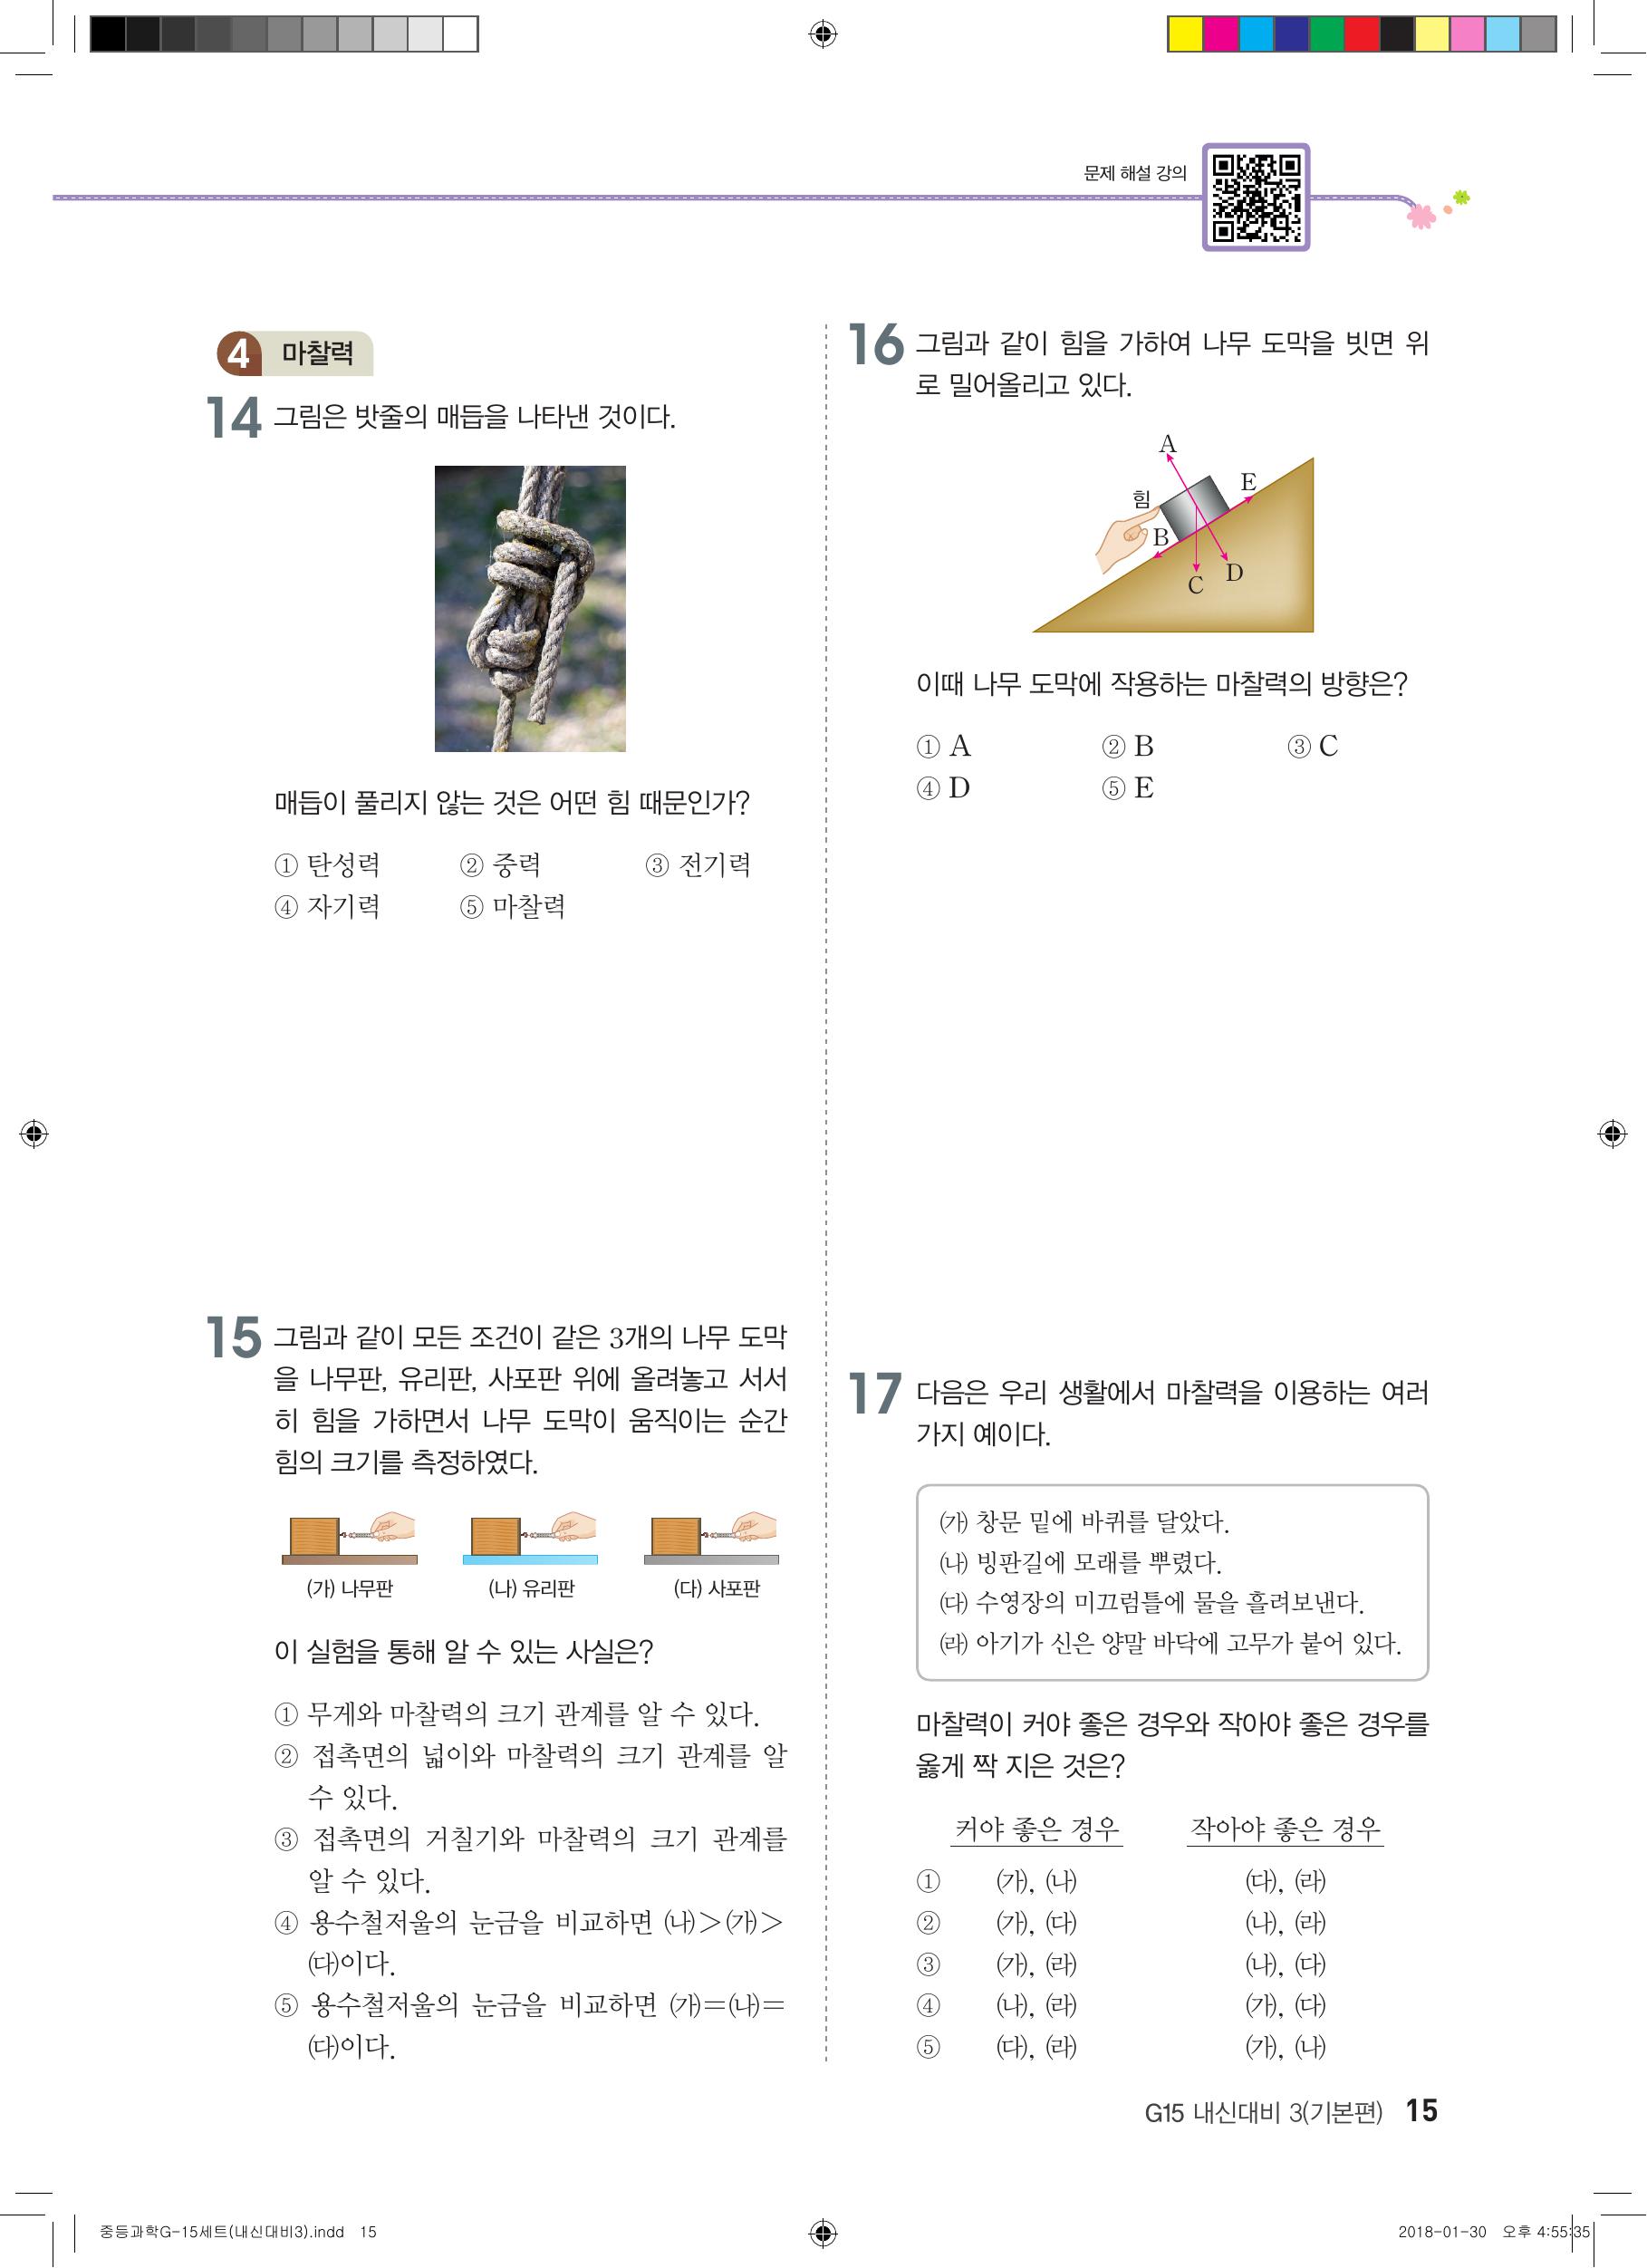 문제 해설 강의
4 마찰력
14 그림은 밧줄의 매듭을 나타낸 것이다.
매듭이 풀리지 않는 것은 어떤 힘 때문인가?
① 탄성력 ② 중력 ③ 전기력
④ 자기력 ⑤ 마찰력
15 그림과 같이 모든 조건이 같은 3개의 나무 도막
을 나무판, 유리판, 사포판 위에 올려놓고 서서
히 힘을 가하면서 나무 도막이 움직이는 순간
힘의 크기를 측정하였다.
(가) 나무판 (나) 유리판 (다) 사포판
이 실험을 통해 알 수 있는 사실은?
① 무게와 마찰력의 크기 관계를 알 수 있다.
② 접촉면의 넓이와 마찰력의 크기 관계를 알
수 있다.
③ 접촉면의 거칠기와 마찰력의 크기 관계를
알 수 있다.
④ 용수철저울의 눈금을 비교하면 (나)>(가)>
(다)이다.
⑤ 용수철저울의 눈금을 비교하면 (가)=(나)=
(다)이다.
16 그림과 같이 힘을 가하여 나무 도막을 빗면 위
로 밀어올리고 있다.
A
E
힘
B
D
C
이때 나무 도막에 작용하는 마찰력의 방향은?
① A ② B ③ C
④ D ⑤ E
17 다음은 우리 생활에서 마찰력을 이용하는 여러
가지 예이다.
(가) 창문 밑에 바퀴를 달았다.
(나) 빙판길에 모래를 뿌렸다.
(다) 수영장의 미끄럼틀에 물을 흘려보낸다.
(라) 아기가 신은 양말 바닥에 고무가 붙어 있다.
마찰력이 커야 좋은 경우와 작아야 좋은 경우를
옳게 짝 지은 것은?
커야 좋은 경우 작아야 좋은 경우
① (가), (나) (다), (라)
② (가), (다) (나), (라)
③ (가), (라) (나), (다)
④ (나), (라) (가), (다)
⑤ (다), (라) (가), (나)
G15 내신대비 3(기본편) 15
중등과학G-15세트(내신대비3).indd 15
2018-01-30 오후 4:55:35